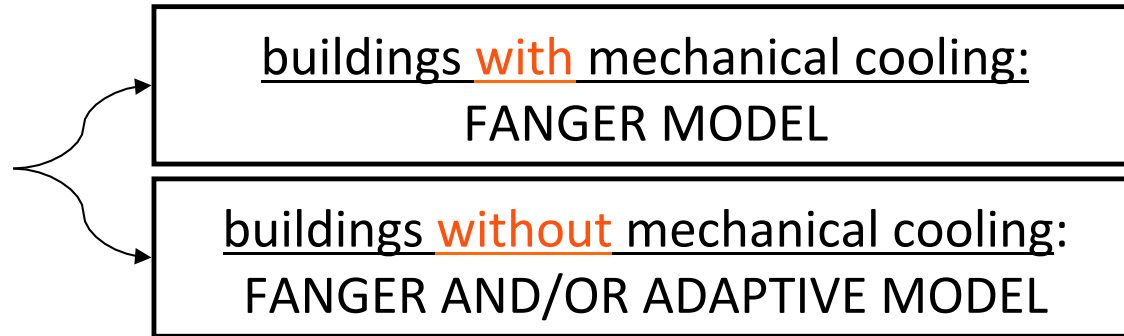 buildings with mechanical cooling:
FANGER MODEL
buildings without mechanical cooling:
FANGER AND/OR ADAPTIVE MODEL